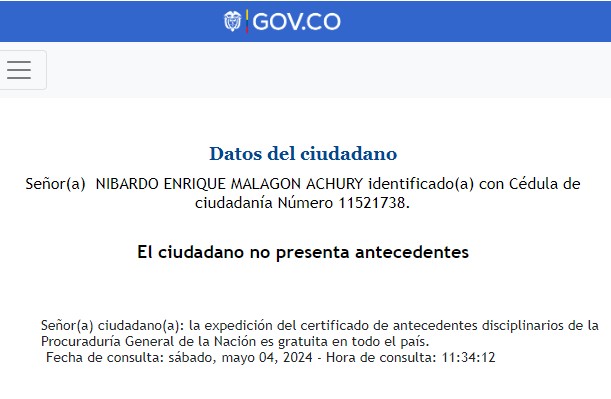 GOV.CO
Datos del ciudadano
Señor(a) NIBARDO ENRIQUE MALAGON ACHURY identificado(a) con Cédula de
ciudadanía Número 11521738.
El ciudadano no presenta antecedentes
Señor(a) ciudadano(a): la expedición del certificado de antecedentes disciplinarios de la
Procuraduría General de la Nación es gratuita en todo el país.
Fecha de consulta: sábado, mayo 04, 2024 - Hora de consulta: 11:34:12